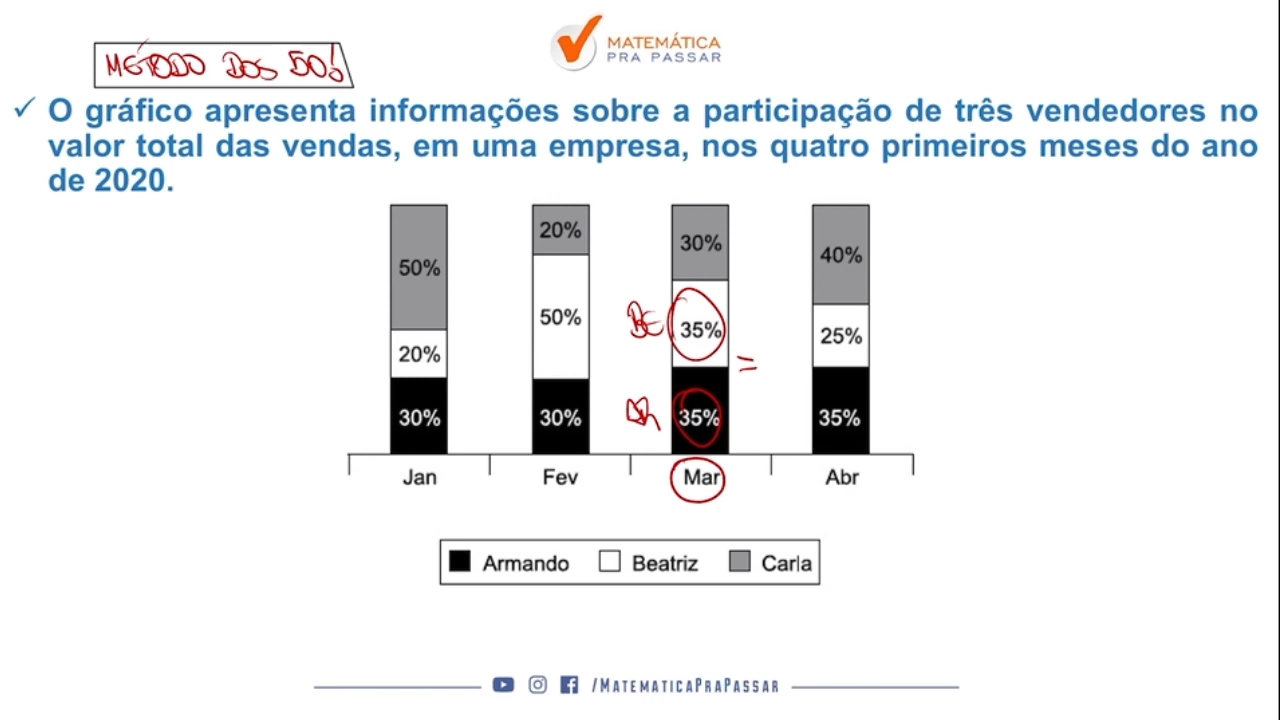 MATEMÁTICA
PRA PASSAR
MÉTODO DOS 50!
✓ O gráfico apresenta informações sobre a participação de três vendedores no
valor total das vendas, em uma empresa, nos quatro primeiros meses do ano
de 2020.
50% 20% 30% 40%
20% 50% BE 35% 25%
30% 30% 35% = 35%
Jan Fev Mar Abr
Armando Beatriz Carla
/MATEMATICAPRAPASSAR